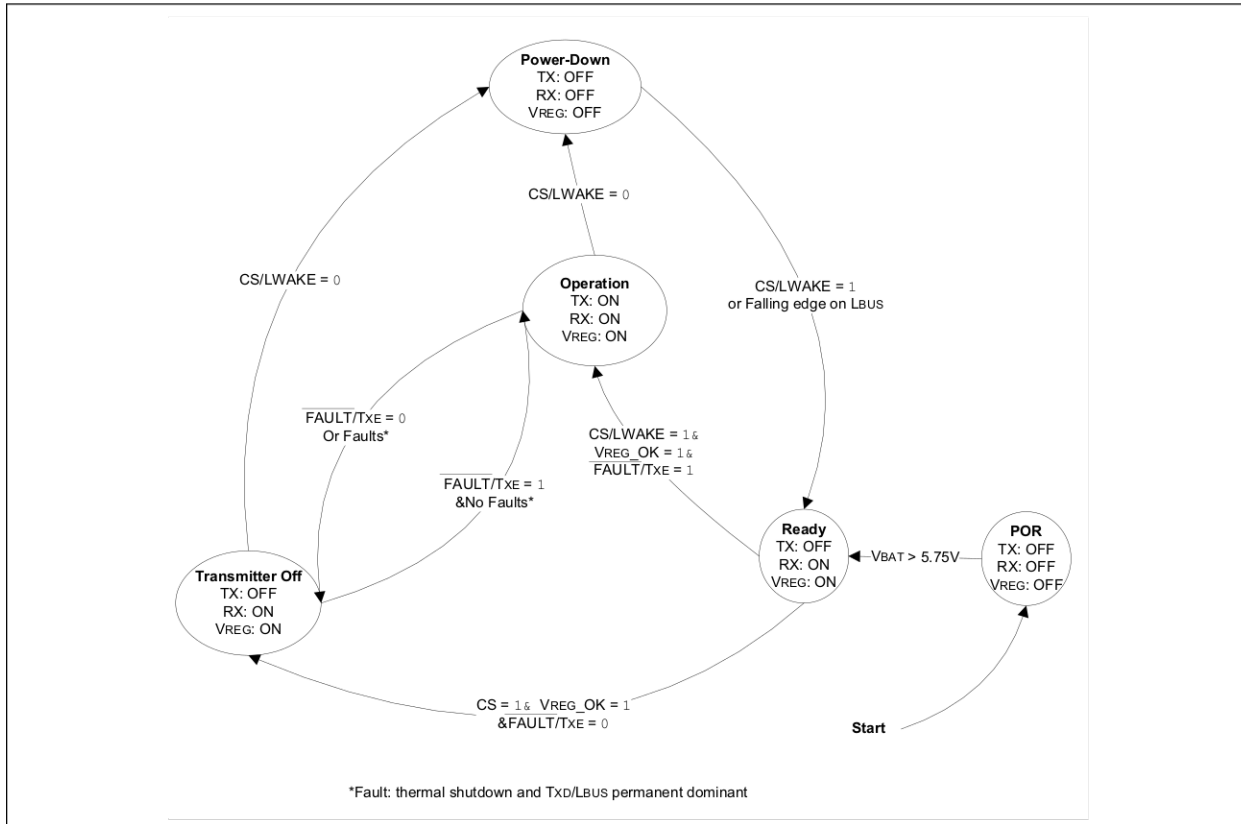 Power-Down
TX: OFF
RX: OFF
VREG: OFF
CS/LWAKE = 0
CS/LWAKE = 0
Operation
TX: ON
RX: ON
VREG: ON
CS/LWAKE = 1
or Falling edge on LBUS
FAULT/TXE = 0
Or Faults*
FAULT/TXE = 1
&No Faults*
CS/LWAKE = 1&
VREG_OK = 1&
FAULT/TXE = 1
Ready
TX: OFF
RX: ON
VREG: ON
VBAT > 5.75V
POR
TX: OFF
RX: OFF
VREG: OFF
Transmitter Off
TX: OFF
RX: ON
VREG: ON
CS = 1& VREG_OK = 1
&FAULT/TXE = 0
Start
*Fault: thermal shutdown and TXD/LBUS permanent dominant